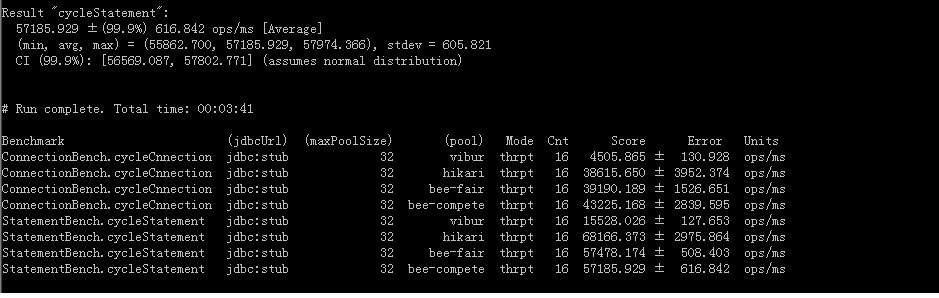 Result "cycleStatement":
  57185.929 ±(99.9%) 616.842 ops/ms [Average]
  (min, avg, max) = (55862.700, 57185.929, 57974.366), stdev = 605.821
  CI (99.9%): [56569.087, 57802.771] (assumes normal distribution)
# Run complete. Total time: 00:03:41
Benchmark (jdbcUrl) (maxPoolSize) (pool) Mode Cnt Score Error Units
ConnectionBench.cycleCnnection jdbc:stub 32 vibur thrpt 16 4505.865 ± 130.928 ops/ms
ConnectionBench.cycleCnnection jdbc:stub 32 hikari thrpt 16 38615.650 ± 3952.374 ops/ms
ConnectionBench.cycleCnnection jdbc:stub 32 bee-fair thrpt 16 39190.189 ± 1526.651 ops/ms
ConnectionBench.cycleCnnection jdbc:stub 32 bee-compete thrpt 16 43225.168 ± 2839.595 ops/ms
StatementBench.cycleStatement jdbc:stub 32 vibur thrpt 16 15528.026 ± 127.653 ops/ms
StatementBench.cycleStatement jdbc:stub 32 hikari thrpt 16 68166.373 ± 2975.864 ops/ms
StatementBench.cycleStatement jdbc:stub 32 bee-fair thrpt 16 57478.174 ± 508.403 ops/ms
StatementBench.cycleStatement jdbc:stub 32 bee-compete thrpt 16 57185.929 ± 616.842 ops/ms